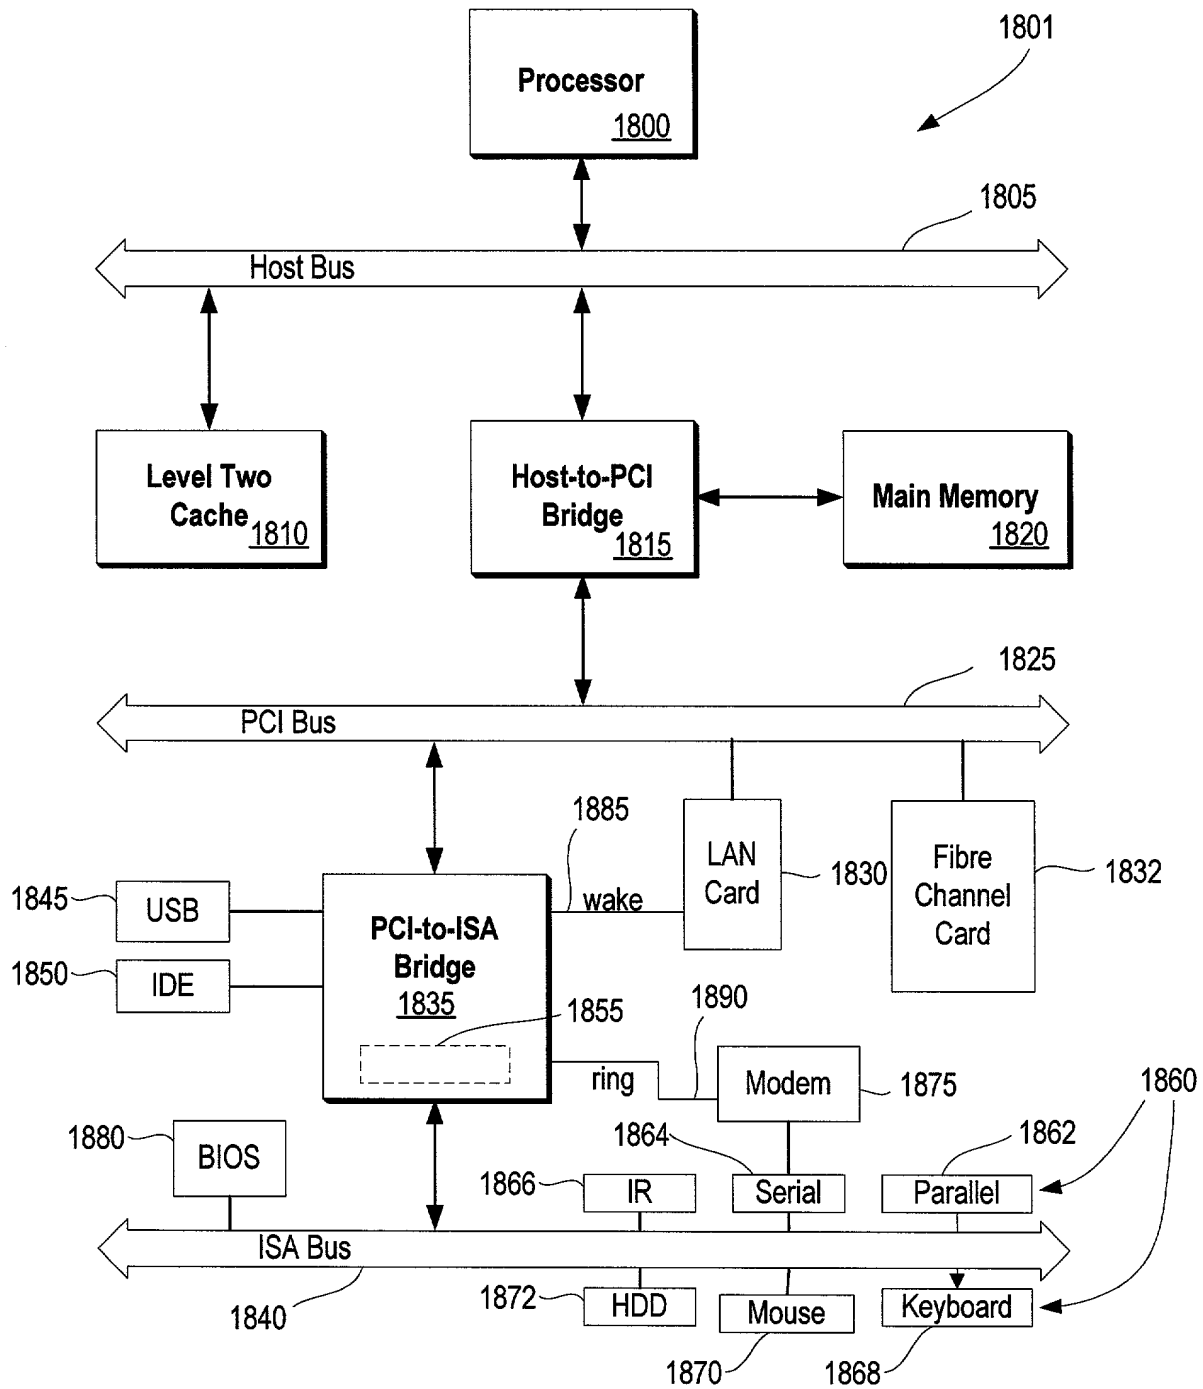 1801
Processor
1800
1805
Host Bus
Level Two
Cache
1810
Host-to-PCI
Bridge
1815
Main Memory
1820
1825
PCI Bus
1885
LAN
Card
1830
Fibre
Channel
Card
1832
1845
USB
PCI-to-ISA
Bridge
1835
wake
1850
IDE
1855
1890
ring
Modem
1875
1860
1880
BIOS
1864
1862
1866
IR
Serial
Parallel
ISA Bus
1840
1872
HDD
Mouse
Keyboard
1870
1868